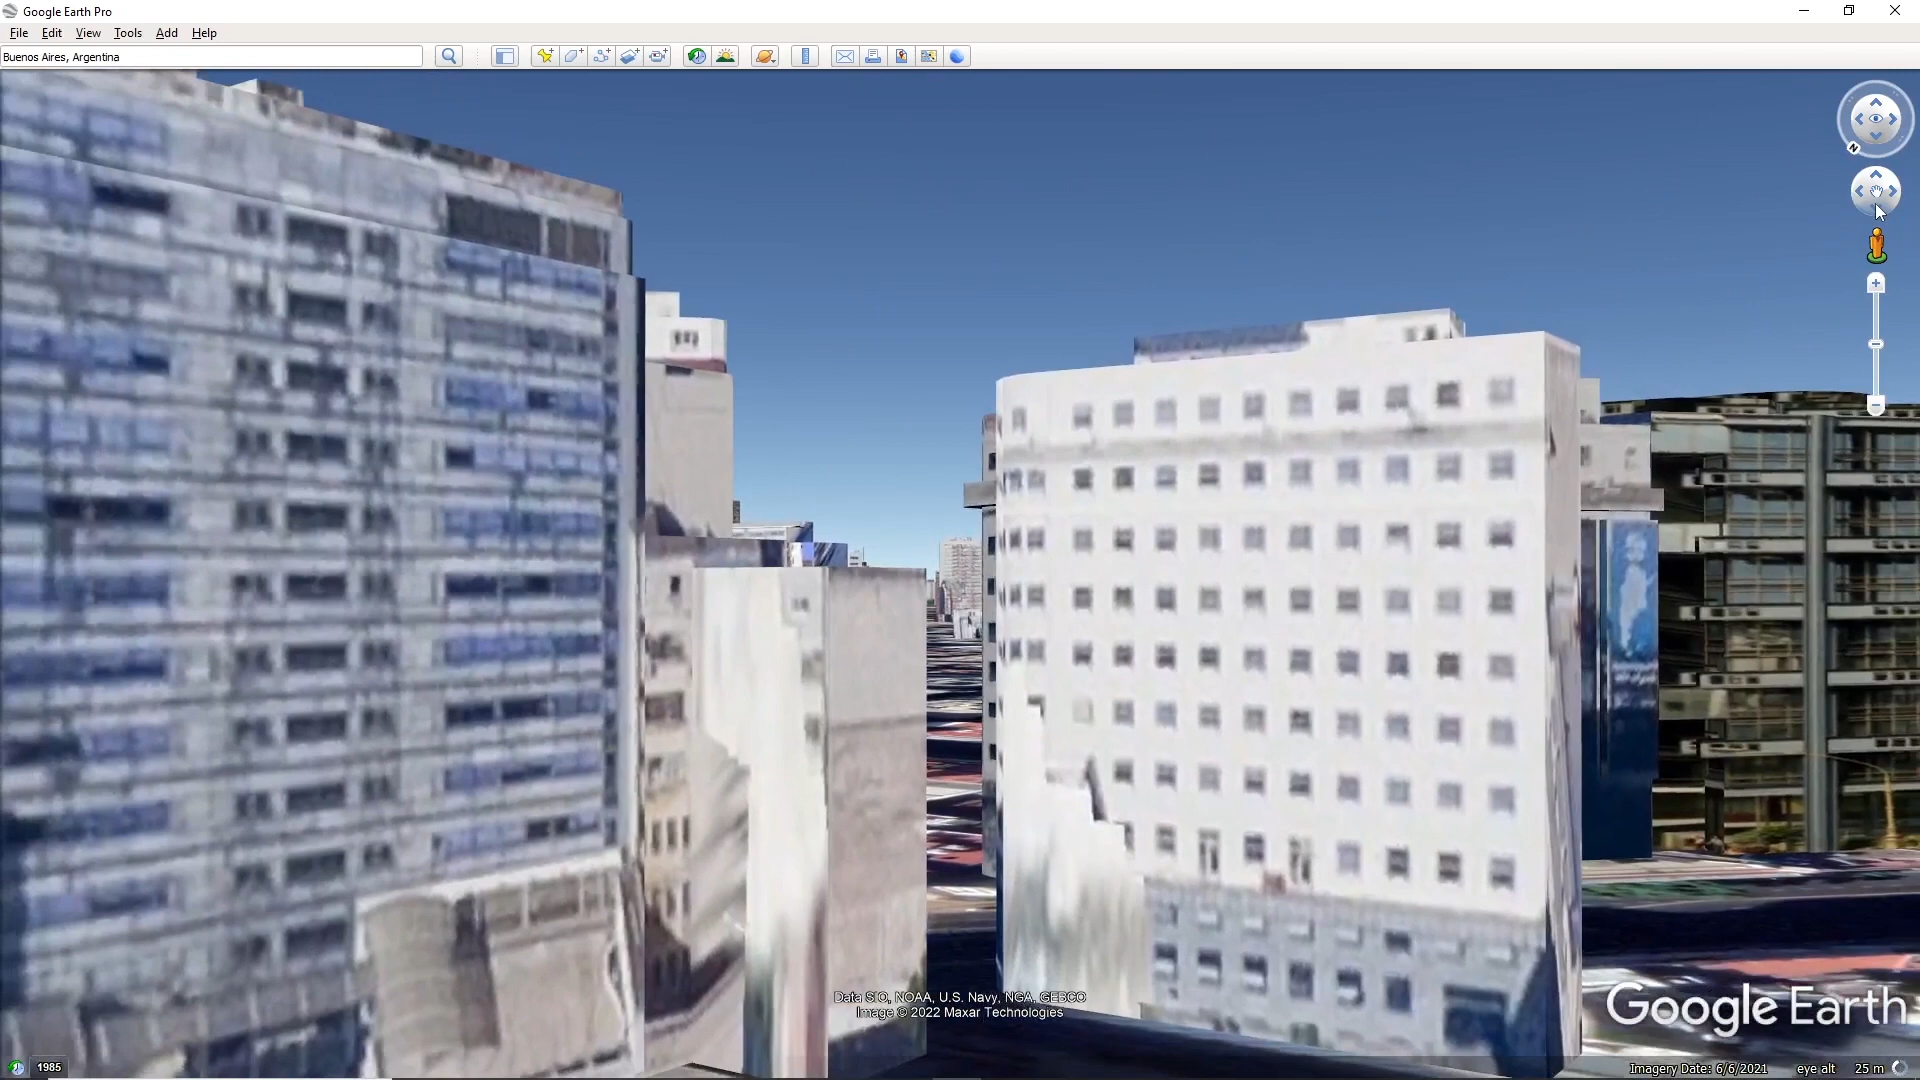 Google Earth Pro
File Edit View Tools Add Help
Buenos Aires, Argentina
N
Data SIO, NOAA, U.S. Navy, NGA, GEBCO
Image © 2022 Maxar Technologies
Google Earth
1985
Imagery Date: 6/6/2021 eye alt 25 m